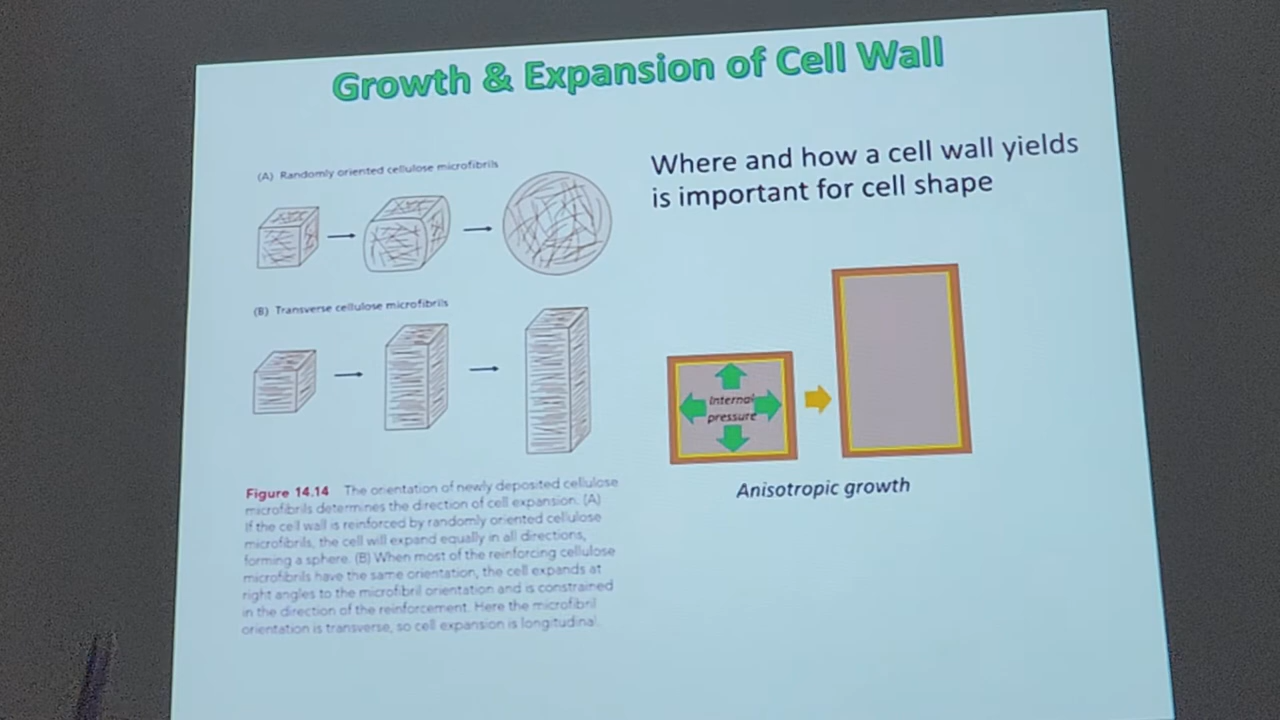 Growth & Expansion of Cell Wall
(A) Randomly oriented cellulose microfibrils
(B) Transverse cellulose microfibrils
Figure 14.14 The orientation of newly deposited cellulose
microfibrils determines the direction of cell expansion. (A)
If the cell wall is reinforced by randomly oriented cellulose
microfibrils, the cell will expand equally in all directions,
forming a sphere. (B) When most of the reinforcing cellulose
microfibrils have the same orientation, the cell expands at
right angles to the microfibril orientation and is constrained
in the direction of the reinforcement. Here the microfibril
orientation is transverse, so cell expansion is longitudinal.
Where and how a cell wall yields
is important for cell shape
Internal
pressure
Anisotropic growth